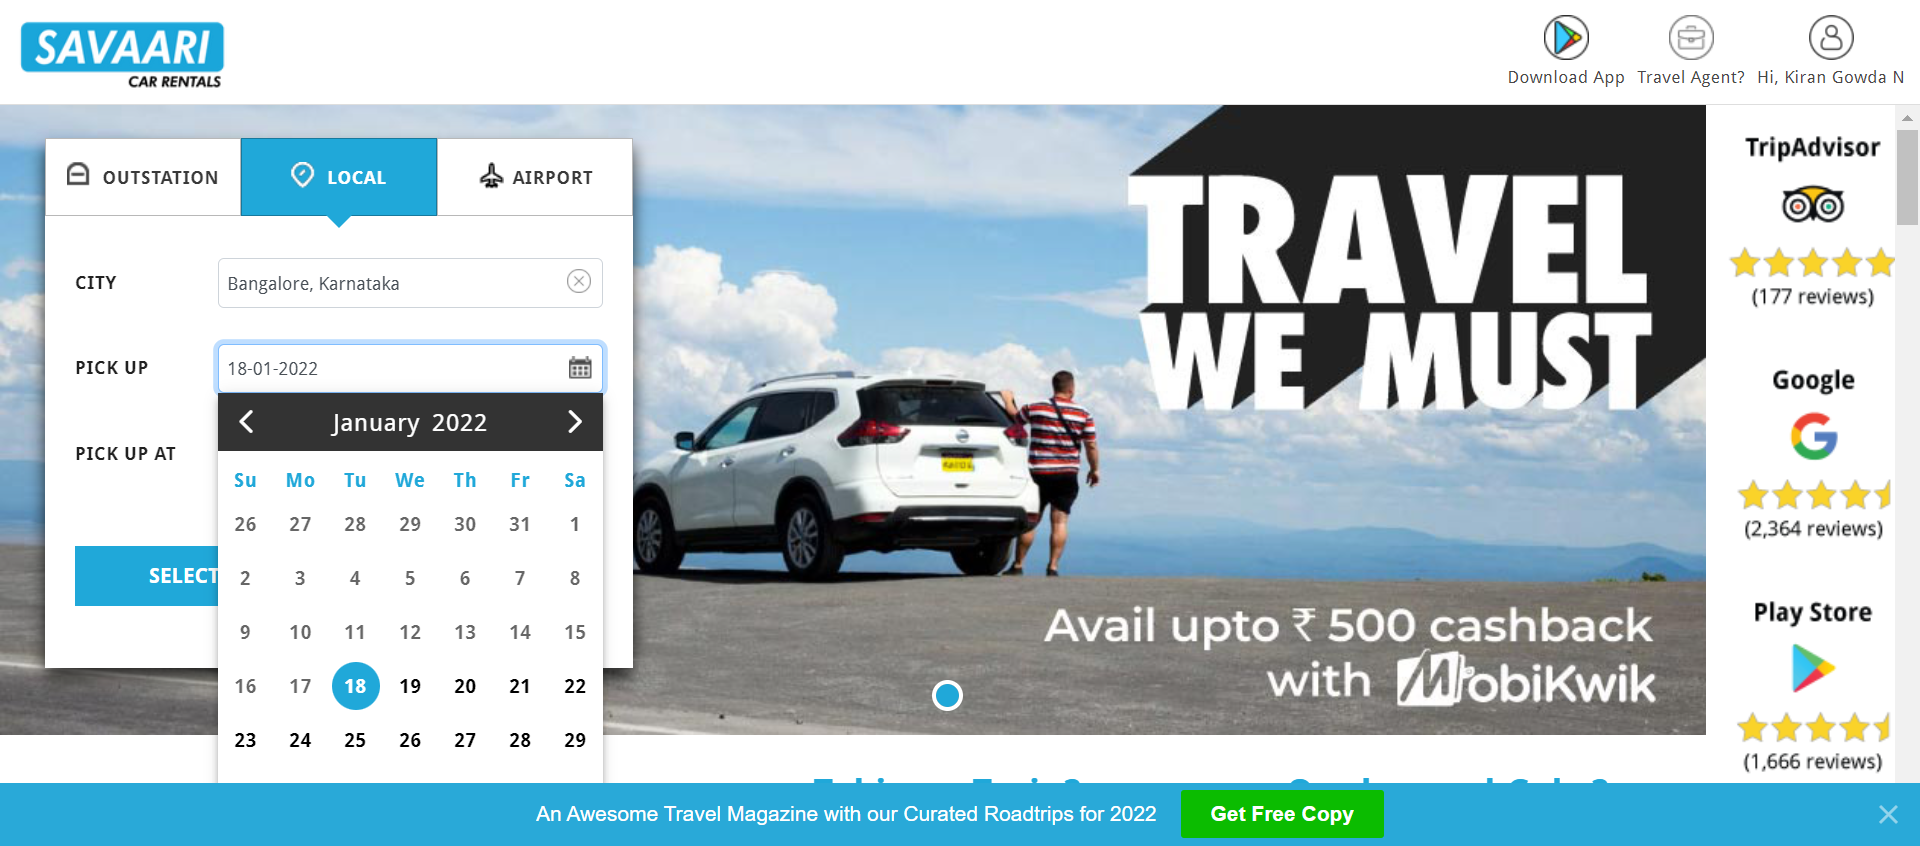 SAVAARI
CAR RENTALS
Download App
Travel Agent?
Hi, Kiran Gowda N
OUTSTATION
LOCAL
AIRPORT
CITY
Bangalore, Karnataka
PICK UP
18-01-2022
January 2022
PICK UP AT
Su Mo Tu We Th Fr Sa
26 27 28 29 30 31 1
2 3 4 5 6 7 8
9 10 11 12 13 14 15
16 17 18 19 20 21 22
23 24 25 26 27 28 29
SELECT
TRAVEL
WE MUST
Avail upto ₹ 500 cashback
with MobiKwik
TripAdvisor
(177 reviews)
Google
(2,364 reviews)
Play Store
(1,666 reviews)
An Awesome Travel Magazine with our Curated Roadtrips for 2022
Get Free Copy